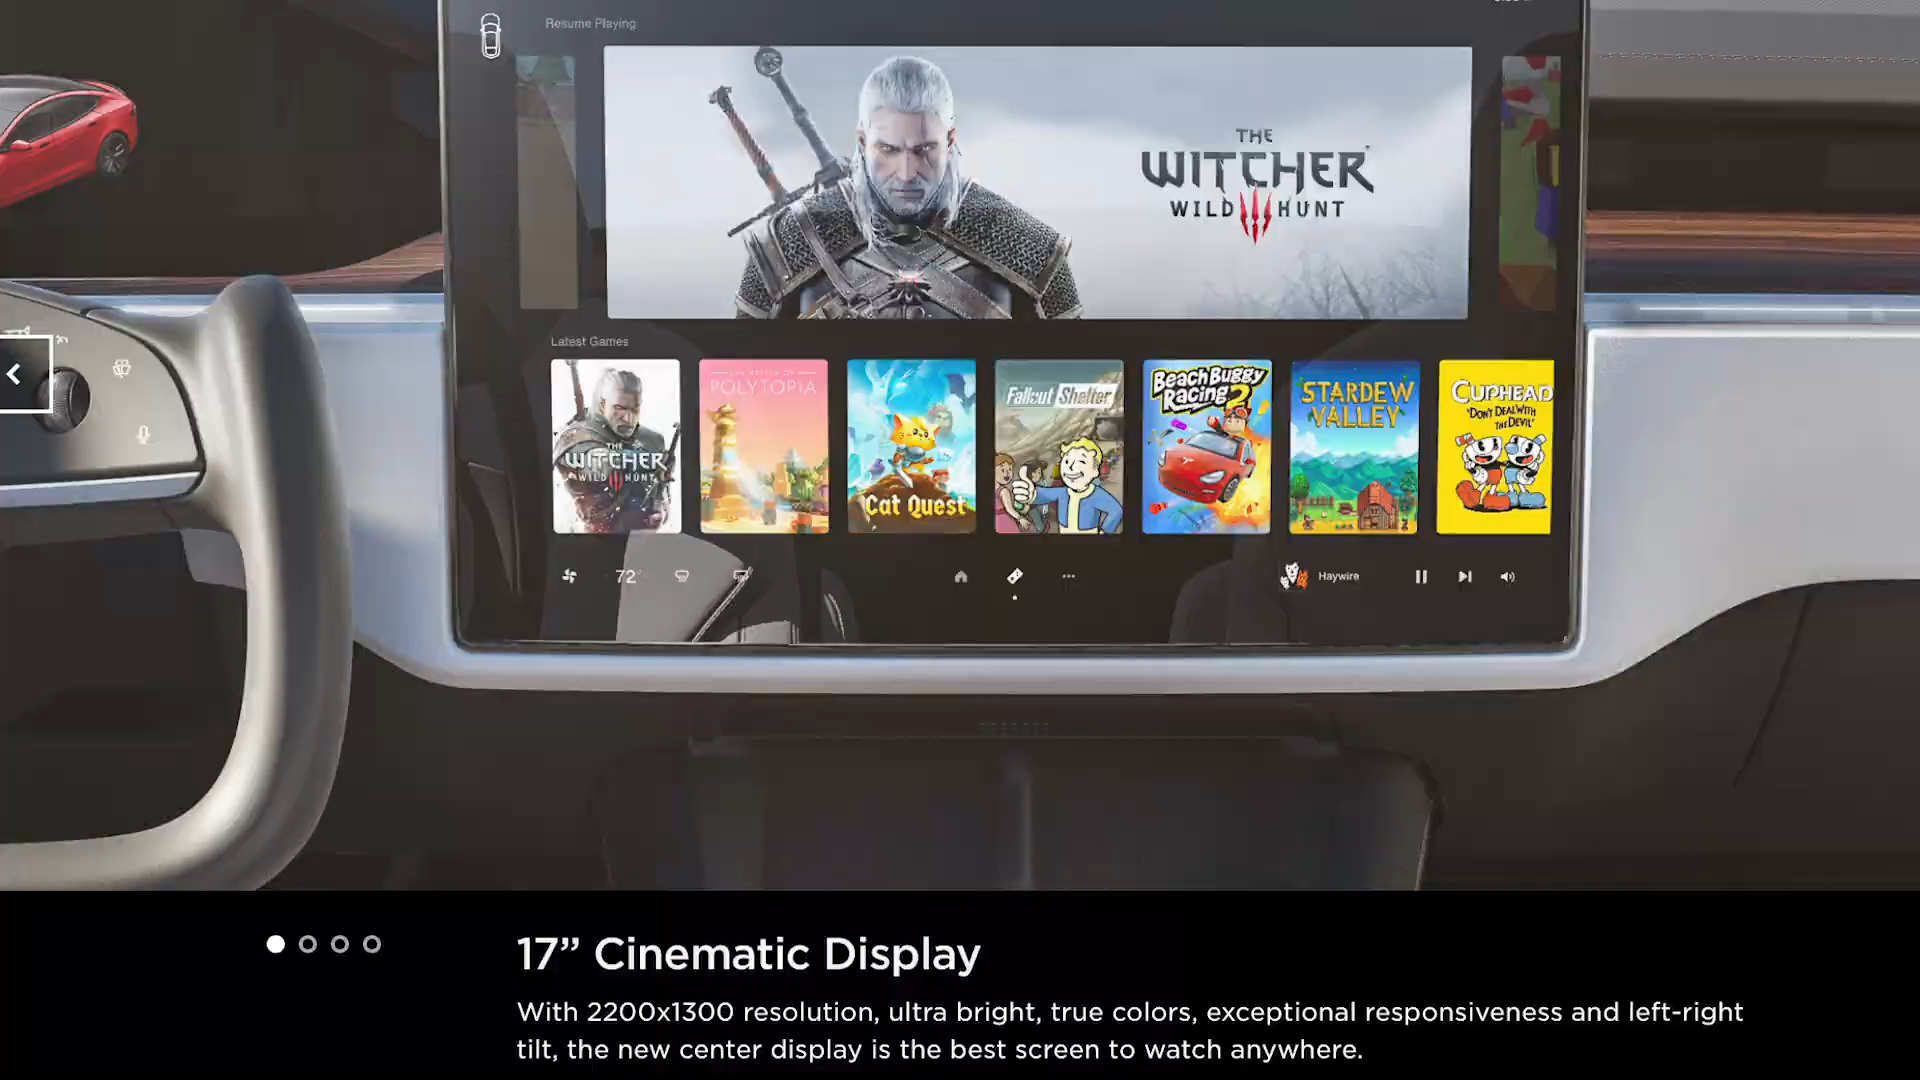 Resume Playing
THE
WITCHER
WILD HUNT
Latest Games
THE
WITCHER
WILD HUNT
THE BATTLE OF
POLYTOPIA
Cat Quest
Fallout Shelter
Beach Buggy
Racing 2
STARDEW
VALLEY
CUPHEAD
"DON'T DEAL WITH
THE DEVIL"
72°
Haywire
17” Cinematic Display
With 2200x1300 resolution, ultra bright, true colors, exceptional responsiveness and left-right
tilt, the new center display is the best screen to watch anywhere.